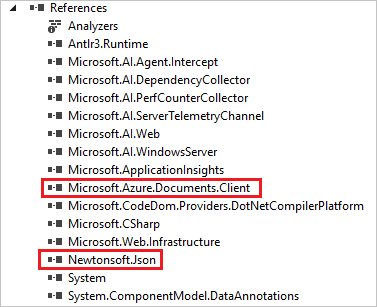 References
Analyzers
Antlr3.Runtime
Microsoft.AI.Agent.Intercept
Microsoft.AI.DependencyCollector
Microsoft.AI.PerfCounterCollector
Microsoft.AI.ServerTelemetryChannel
Microsoft.AI.Web
Microsoft.AI.WindowsServer
Microsoft.ApplicationInsights
Microsoft.Azure.Documents.Client
Microsoft.CodeDom.Providers.DotNetCompilerPlatform
Microsoft.CSharp
Microsoft.Web.Infrastructure
Newtonsoft.Json
System
System.ComponentModel.DataAnnotations